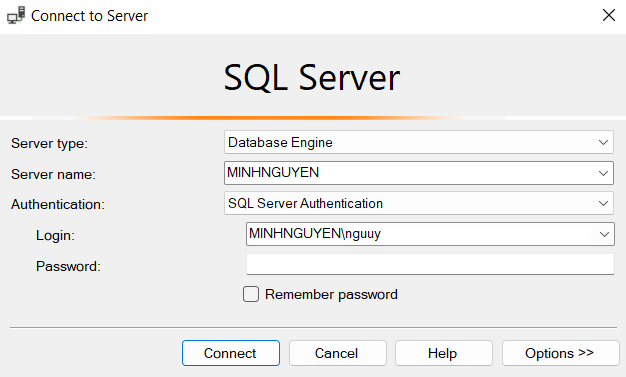 Connect to Server
SQL Server
Server type: Database Engine
Server name: MINHNGUYEN
Authentication: SQL Server Authentication
Login: MINHNGUYEN\nguuy
Password:
Remember password
Connect Cancel Help Options >>